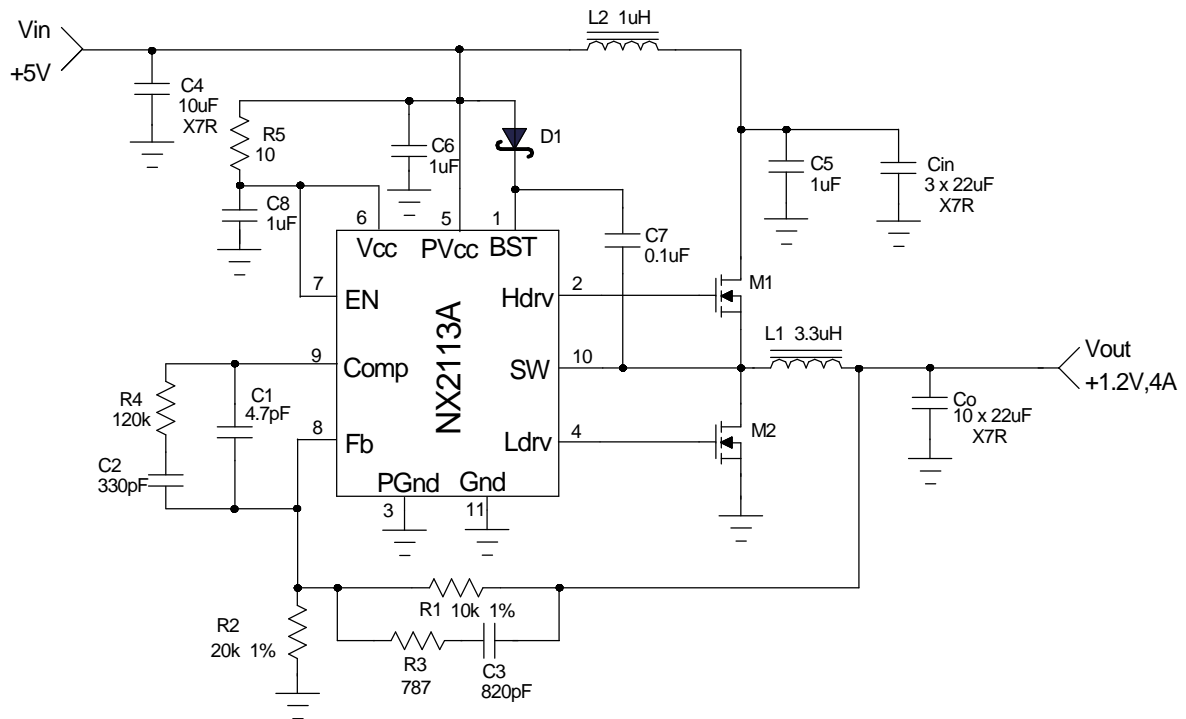 L2 1uH
Vin
+5V
C4
10uF
X7R
R5
10
C6
1uF
D1
C5
1uF
Cin
3 x 22uF
X7R
C8
1uF
6
5
1
Vcc
PVcc
BST
C7
0.1uF
7
EN
2
Hdrv
M1
NX2113A
L1 3.3uH
9
Comp
10
SW
Vout
+1.2V,4A
R4
120k
C1
4.7pF
Co
10 x 22uF
X7R
8
Fb
4
Ldrv
M2
C2
330pF
PGnd
Gnd
3
11
R1 10k 1%
R2
20k 1%
R3
787
C3
820pF